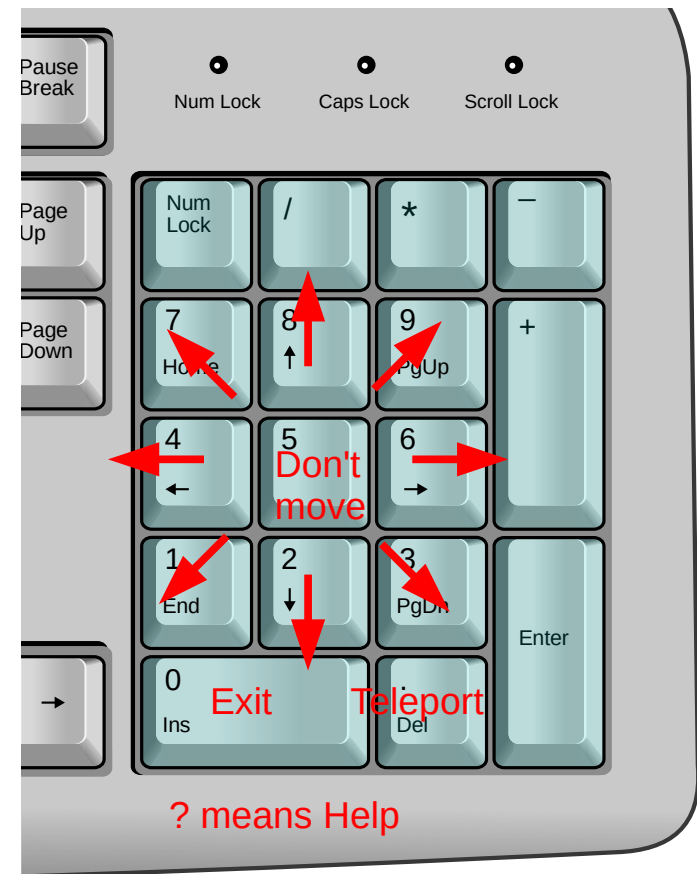 Pause
Break
Num Lock Caps Lock Scroll Lock
Page
Up
Num
Lock
/
*
–
Page
Down
7
Home
8
↑
9
PgUp
+
4
←
5
Don't
move
6
→
1
End
2
↓
3
PgDn
Enter
→
0
Ins
Exit
Teleport
.
Del
? means Help